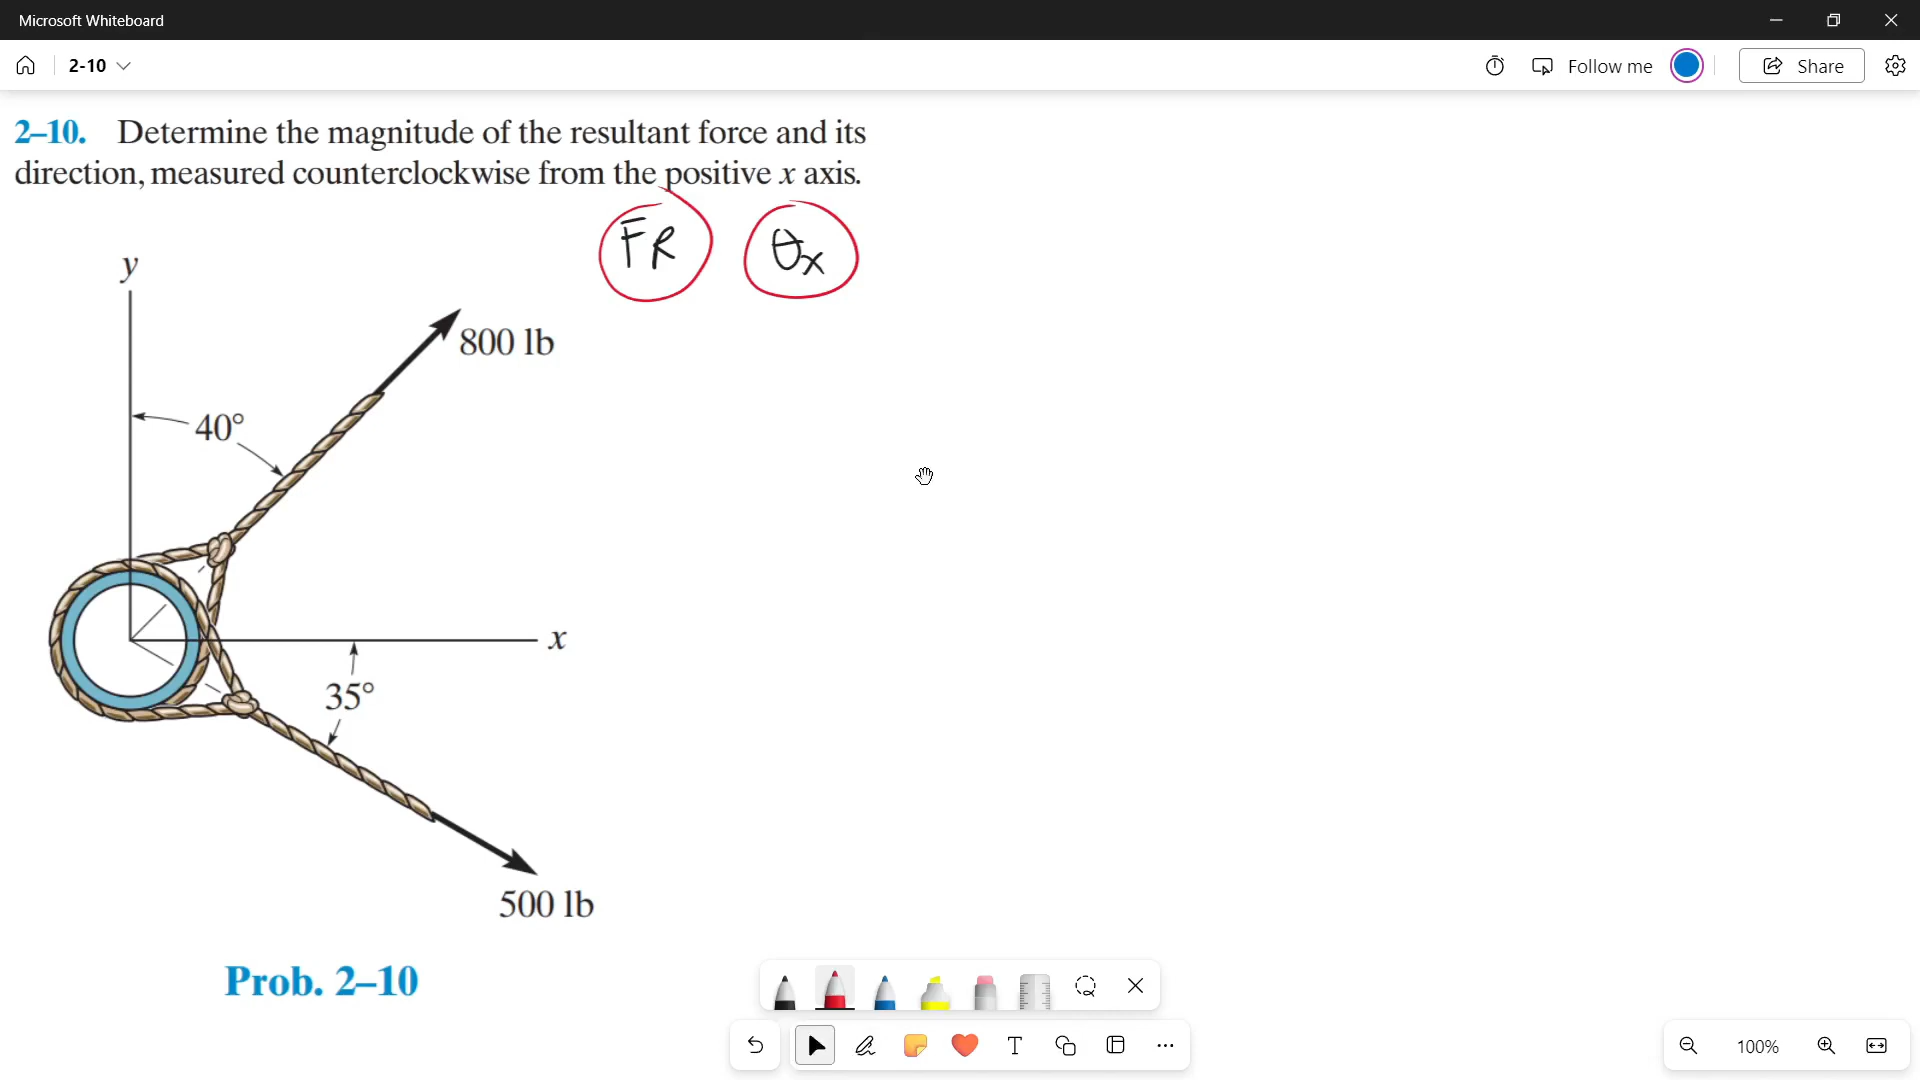 Microsoft Whiteboard
2-10
Follow me
Share
2–10. Determine the magnitude of the resultant force and its
direction, measured counterclockwise from the positive x axis.
FR θx
y
800 lb
40°
x
35°
500 lb
Prob. 2–10
100%